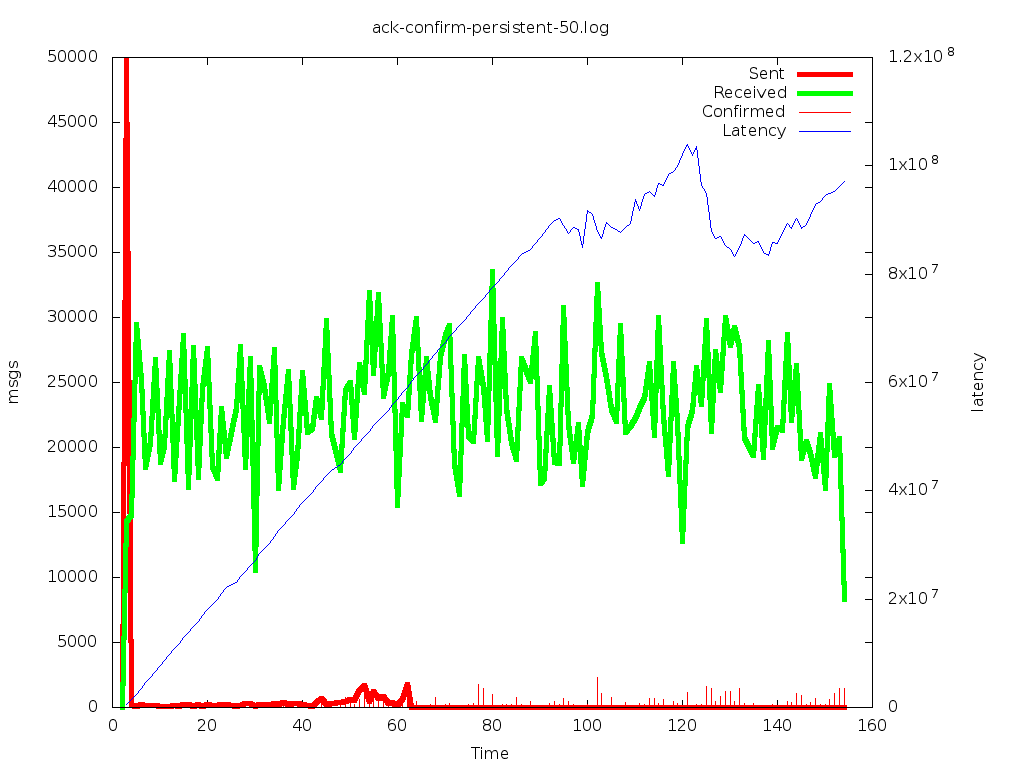 ack-confirm-persistent-50.log
50000
45000
40000
35000
30000
25000
20000
15000
10000
5000
0
msgs
Sent
Received
Confirmed
Latency
1.2x10^8
1x10^8
8x10^7
6x10^7
4x10^7
2x10^7
0
latency
0 20 40 60 80 100 120 140 160
Time